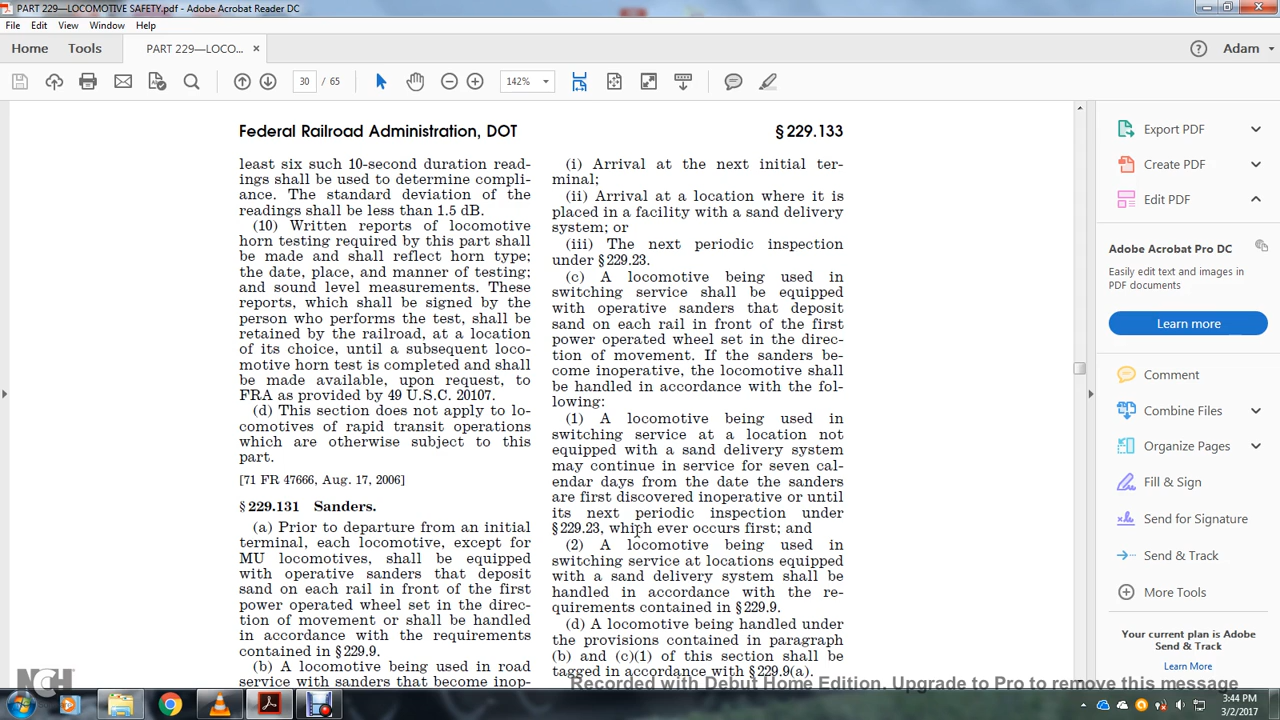 PART 229—LOCOMOTIVE SAFETY.pdf - Adobe Acrobat Reader DC
File Edit View Window Help
Home Tools PART 229—LOCO... ×
Adam
30 / 65
142%
Federal Railroad Administration, DOT
§ 229.133
least six such 10-second duration read-
ings shall be used to determine compli-
ance. The standard deviation of the
readings shall be less than 1.5 dB.
(10) Written reports of locomotive
horn testing required by this part shall
be made and shall reflect horn type;
the date, place, and manner of testing;
and sound level measurements. These
reports, which shall be signed by the
person who performs the test, shall be
retained by the railroad, at a location
of its choice, until a subsequent loco-
motive horn test is completed and shall
be made available, upon request, to
FRA as provided by 49 U.S.C. 20107.
(d) This section does not apply to lo-
comotives of rapid transit operations
which are otherwise subject to this
part.
[71 FR 47666, Aug. 17, 2006]
§ 229.131 Sanders.
(a) Prior to departure from an initial
terminal, each locomotive, except for
MU locomotives, shall be equipped
with operative sanders that deposit
sand on each rail in front of the first
power operated wheel set in the direc-
tion of movement or shall be handled
in accordance with the requirements
contained in § 229.9.
(b) A locomotive being used in road
service with sanders that become inop-
(i) Arrival at the next initial ter-
minal;
(ii) Arrival at a location where it is
placed in a facility with a sand delivery
system; or
(iii) The next periodic inspection
under § 229.23.
(c) A locomotive being used in
switching service shall be equipped
with operative sanders that deposit
sand on each rail in front of the first
power operated wheel set in the direc-
tion of movement. If the sanders be-
come inoperative, the locomotive shall
be handled in accordance with the fol-
lowing:
(1) A locomotive being used in
switching service at a location not
equipped with a sand delivery system
may continue in service for seven cal-
endar days from the date the sanders
are first discovered inoperative or until
its next periodic inspection under
§ 229.23, which ever occurs first; and
(2) A locomotive being used in
switching service at locations equipped
with a sand delivery system shall be
handled in accordance with the re-
quirements contained in § 229.9.
(d) A locomotive being handled under
the provisions contained in paragraph
(b) and (c)(1) of this section shall be
tagged in accordance with § 229.9(a).
Export PDF
Create PDF
Edit PDF
Adobe Acrobat Pro DC
Easily edit text and images in
PDF documents
Learn more
Comment
Combine Files
Organize Pages
Fill & Sign
Send for Signature
Send & Track
More Tools
Your current plan is Adobe
Send & Track
Learn More
NCH
Recorded with Debut Home Edition. Upgrade to Pro to remove this message
3:44 PM
3/2/2017